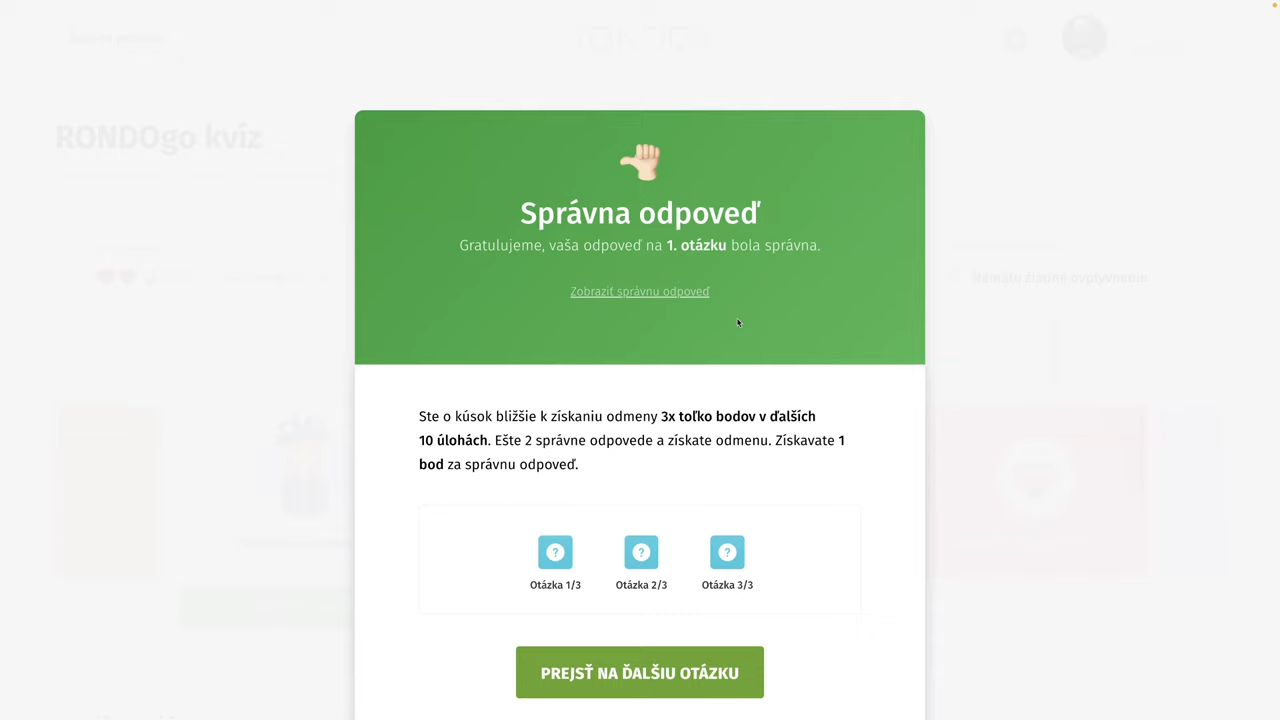 RONDOgo kvíz
Správna odpoveď
Gratulujeme, vaša odpoveď na 1. otázku bola správna.
Zobraziť správnu odpoveď
Ste o kúsok bližšie k získaniu odmeny 3x toľko bodov v ďalších
10 úlohách. Ešte 2 správne odpovede a získate odmenu. Získavate 1
bod za správnu odpoveď.
Otázka 1/3
Otázka 2/3
Otázka 3/3
PREJSŤ NA ĎALŠIU OTÁZKU